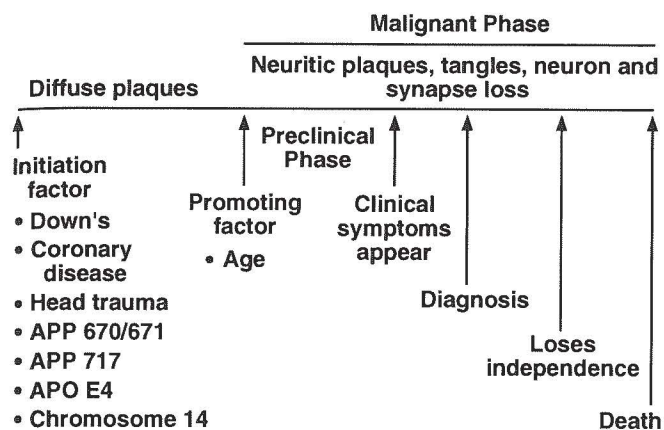 Malignant Phase
Diffuse plaques
Neuritic plaques, tangles, neuron and
synapse loss
Initiation
factor
• Down's
• Coronary
disease
• Head trauma
• APP 670/671
• APP 717
• APO E4
• Chromosome 14
Preclinical
Phase
Promoting
factor
• Age
Clinical
symptoms
appear
Diagnosis
Loses
independence
Death